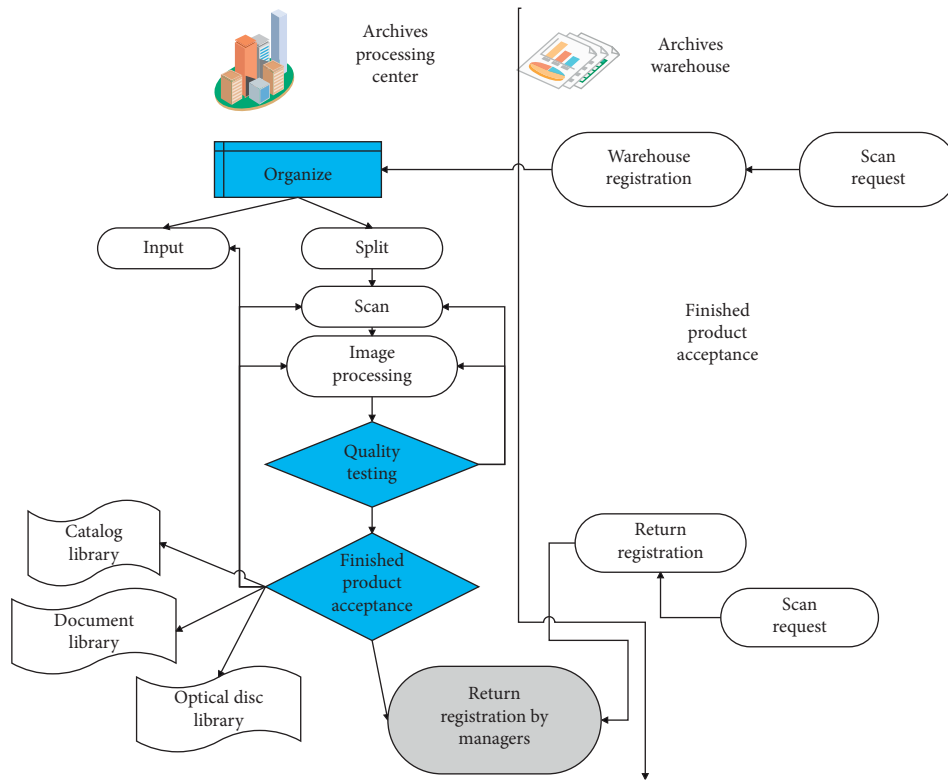 Archives
processing
center
Archives
warehouse
Organize
Warehouse
registration
Scan
request
Input
Split
Scan
Finished
product
acceptance
Image
processing
Quality
testing
Catalog
library
Return
registration
Finished
product
acceptance
Document
library
Scan
request
Optical disc
library
Return
registration by
managers